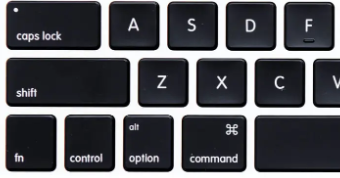 caps lock A S D F
shift Z X C V
alt ⌘
fn control option command